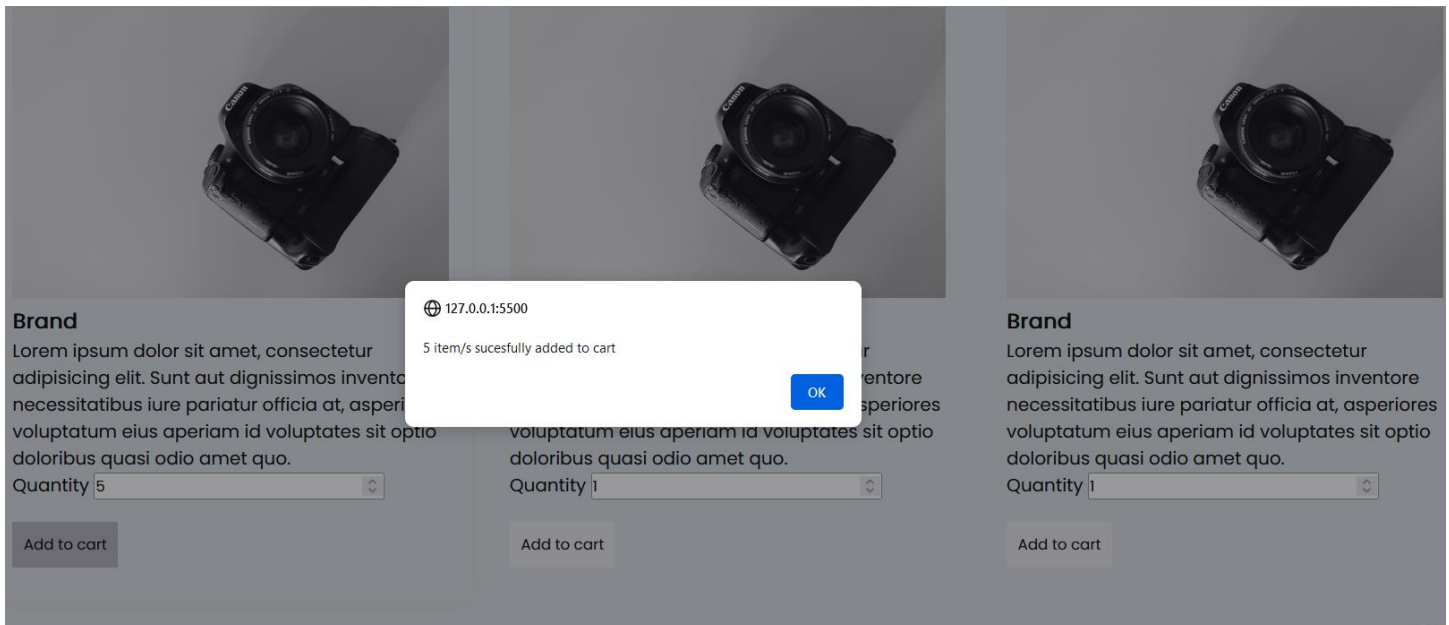 Canon
Canon
Canon
127.0.0.1:5500
5 item/s sucesfully added to cart
OK
Brand
Lorem ipsum dolor sit amet, consectetur
adipisicing elit. Sunt aut dignissimos invento
necessitatibus iure pariatur officia at, asperi
voluptatum eius aperiam id voluptates sit optio
doloribus quasi odio amet quo.
Quantity 5
Add to cart
r
entore
speriores
voluptatum eius aperiam id voluptates sit optio
doloribus quasi odio amet quo.
Quantity 1
Add to cart
Brand
Lorem ipsum dolor sit amet, consectetur
adipisicing elit. Sunt aut dignissimos inventore
necessitatibus iure pariatur officia at, asperiores
voluptatum eius aperiam id voluptates sit optio
doloribus quasi odio amet quo.
Quantity 1
Add to cart